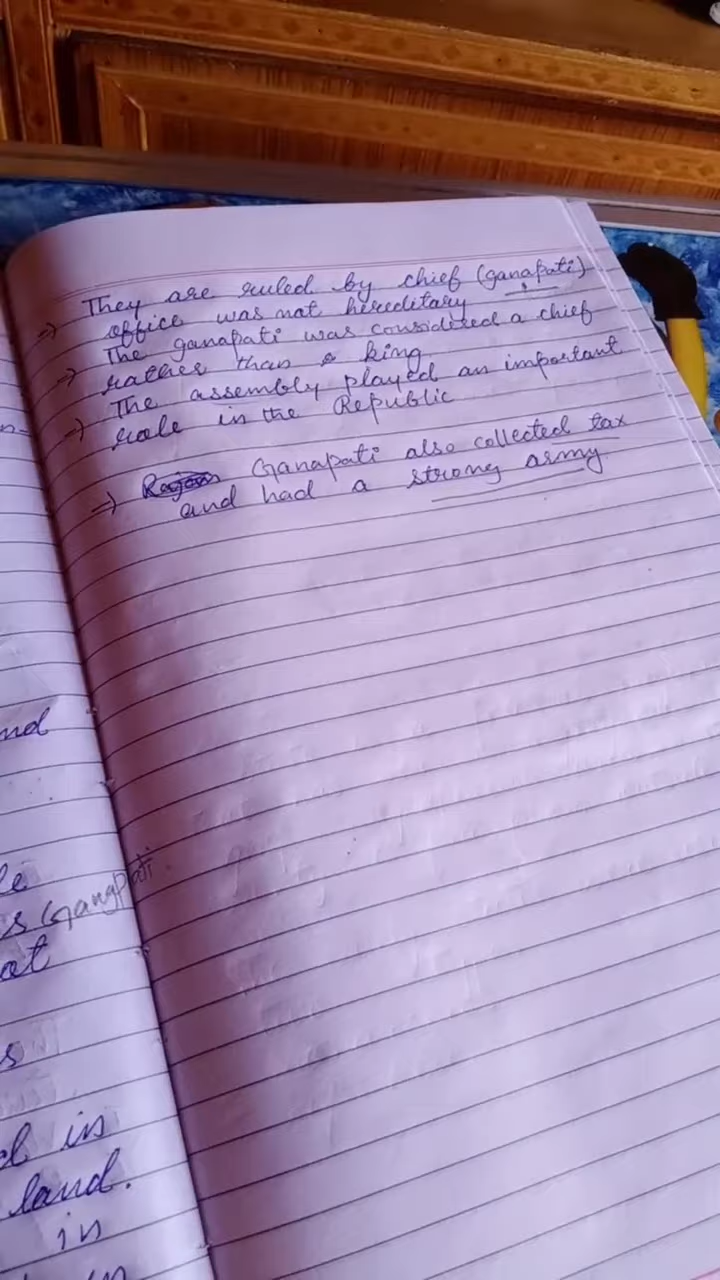 They are ruled by chief (ganapati)
⇒ office was not hereditary
The ganapati was considered a chief
⇒ rather than a king
⇒ The assembly played an important
role in the Republic
⇒ Ganapati also collected tax
and had a strong army.
nd
le
s Gangpati
at
s
d in
land.
in